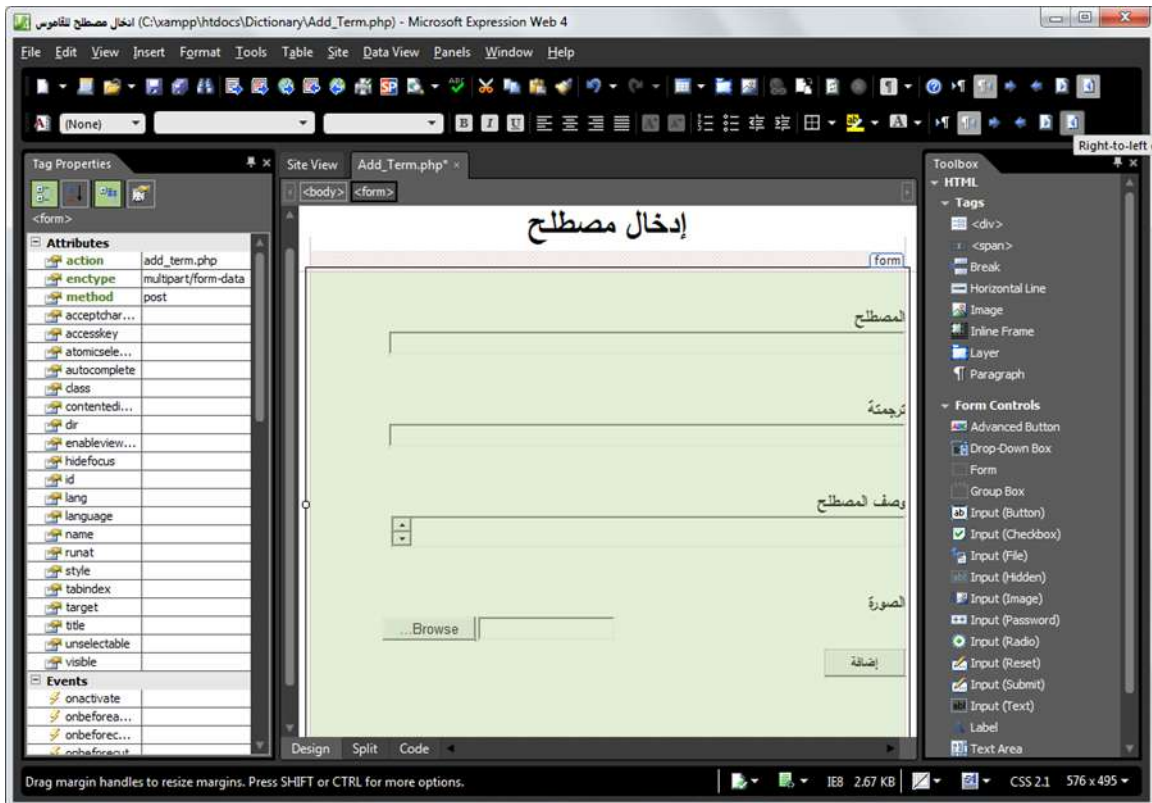 ادخال مصطلح للقاموس (C:\xampp\htdocs\Dictionary\Add_Term.php) - Microsoft Expression Web 4
File Edit View Insert Format Tools Table Site Data View Panels Window Help
(None)
Right-to-left
Tag Properties
<form>
Attributes
action add_term.php
enctype multipart/form-data
method post
acceptchar...
accesskey
atomicsele...
autocomplete
class
contentedi...
dir
enableview...
hidefocus
id
lang
language
name
runat
style
tabindex
target
title
unselectable
visible
Events
onactivate
onbeforea...
onbeforec...
onbeforecut
Site View Add_Term.php* ×
<body> <form>
إدخال مصطلح
form
المصطلح
ترجمتة
وصف المصطلح
الصورة
...Browse
إضافة
Design Split Code
Toolbox
HTML
Tags
<div>
<span>
Break
Horizontal Line
Image
Inline Frame
Layer
Paragraph
Form Controls
Advanced Button
Drop-Down Box
Form
Group Box
Input (Button)
Input (Checkbox)
Input (File)
Input (Hidden)
Input (Image)
Input (Password)
Input (Radio)
Input (Reset)
Input (Submit)
Input (Text)
Label
Text Area
Drag margin handles to resize margins. Press SHIFT or CTRL for more options.
IE8 2.67 KB CSS 2.1 576 x 495